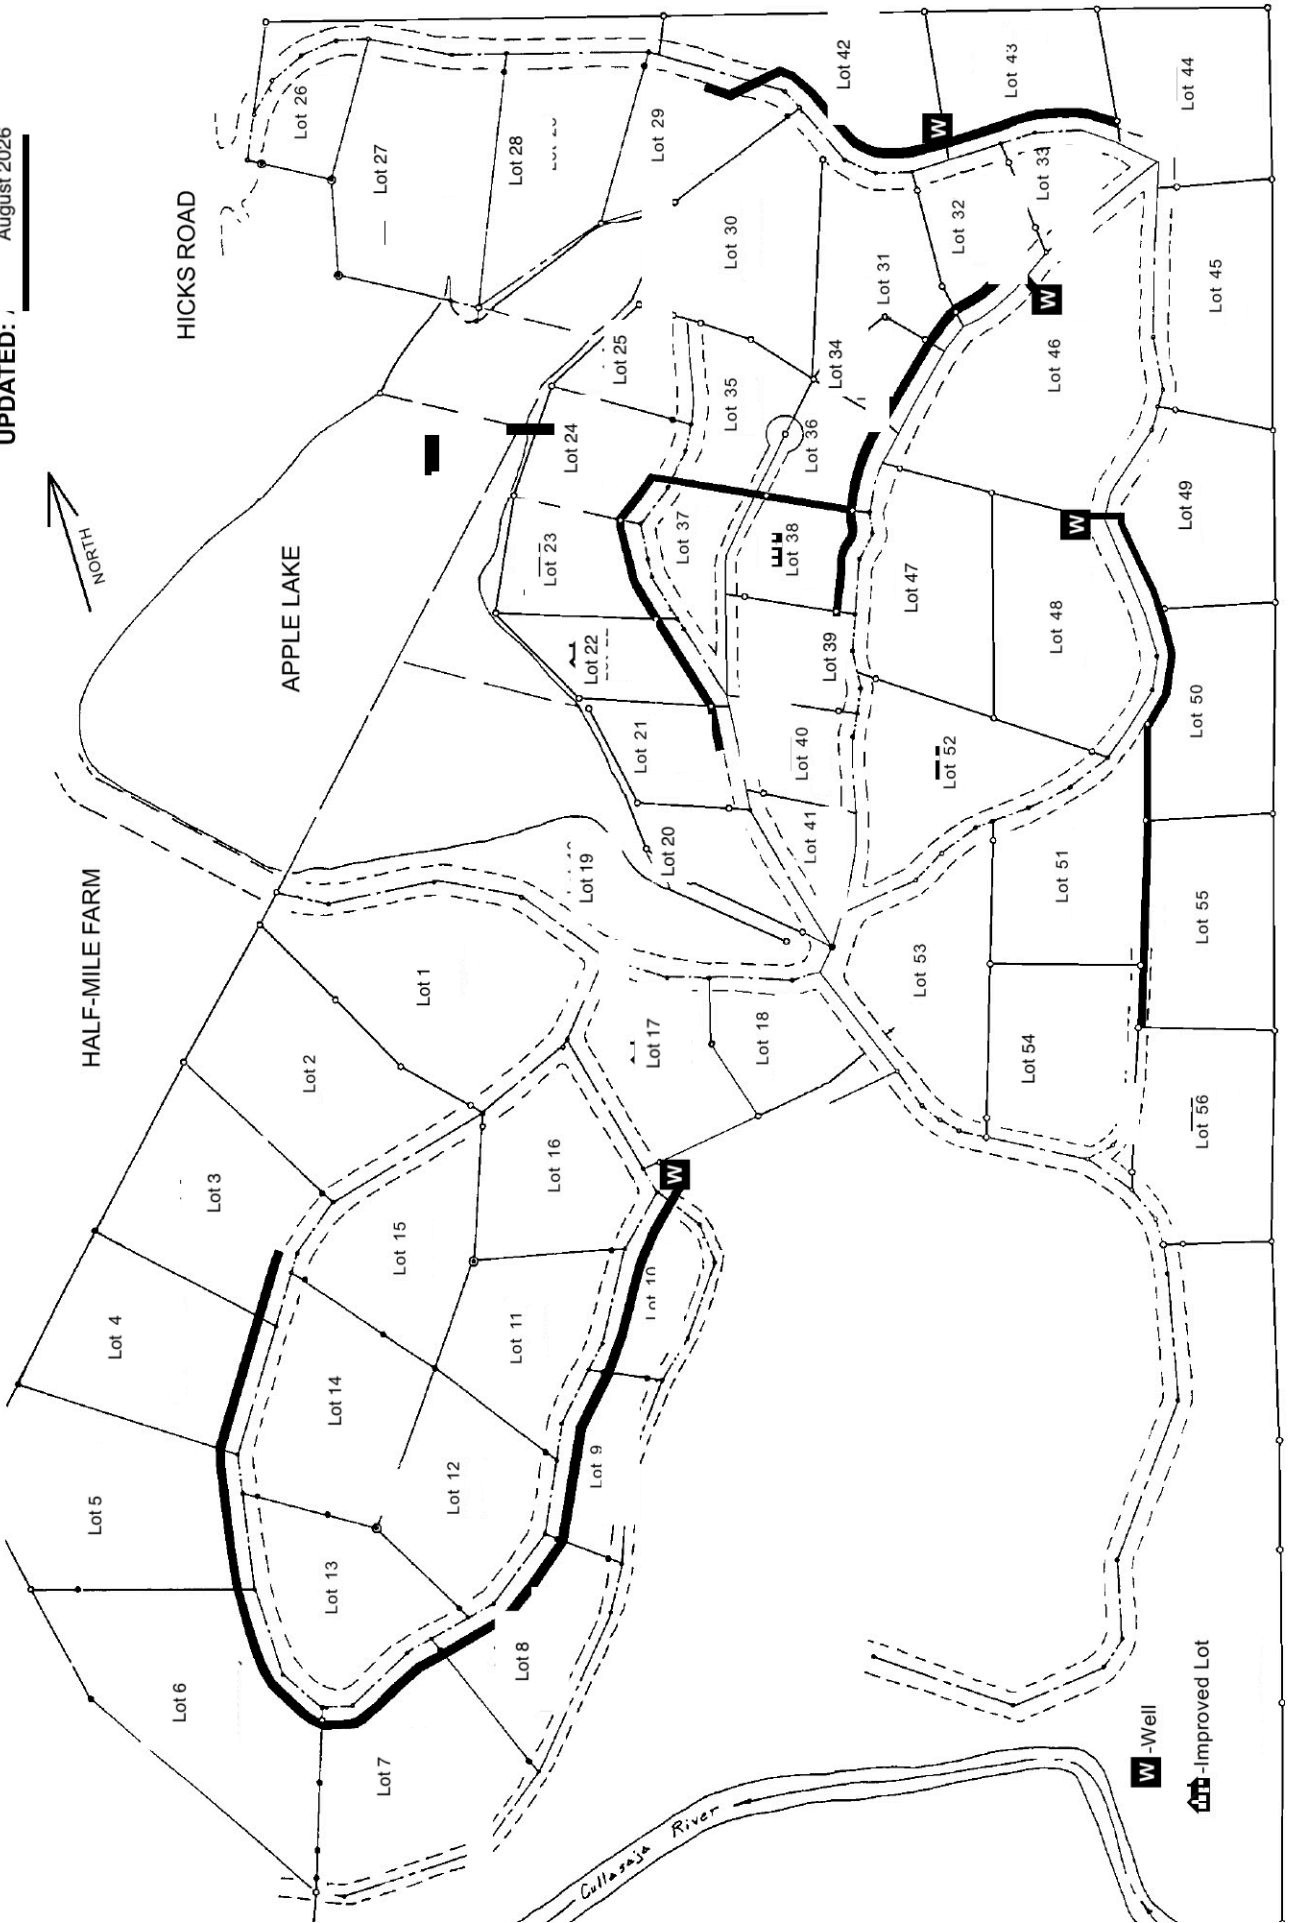 UPDATED:
August 2026
HICKS ROAD
NORTH
APPLE LAKE
HALF-MILE FARM
Lot 26
Lot 27
Lot 28
Lot 29
Lot 42
Lot 43
Lot 44
Lot 30
Lot 31
Lot 32
Lot 33
Lot 25
Lot 35
Lot 34
Lot 24
Lot 36
Lot 46
Lot 45
Lot 23
Lot 37
Lot 38
Lot 47
Lot 48
Lot 49
Lot 22
Lot 39
Lot 21
Lot 40
Lot 52
Lot 50
Lot 19
Lot 20
Lot 41
Lot 51
Lot 55
Lot 1
Lot 53
Lot 2
Lot 17
Lot 18
Lot 54
Lot 56
Lot 3
Lot 16
Lot 15
Lot 4
Lot 11
Lot 10
Lot 14
Lot 12
Lot 9
Lot 5
Lot 13
Lot 6
Lot 8
Lot 7
W
W
W
W
Cullasaja River
W -Well
-Improved Lot